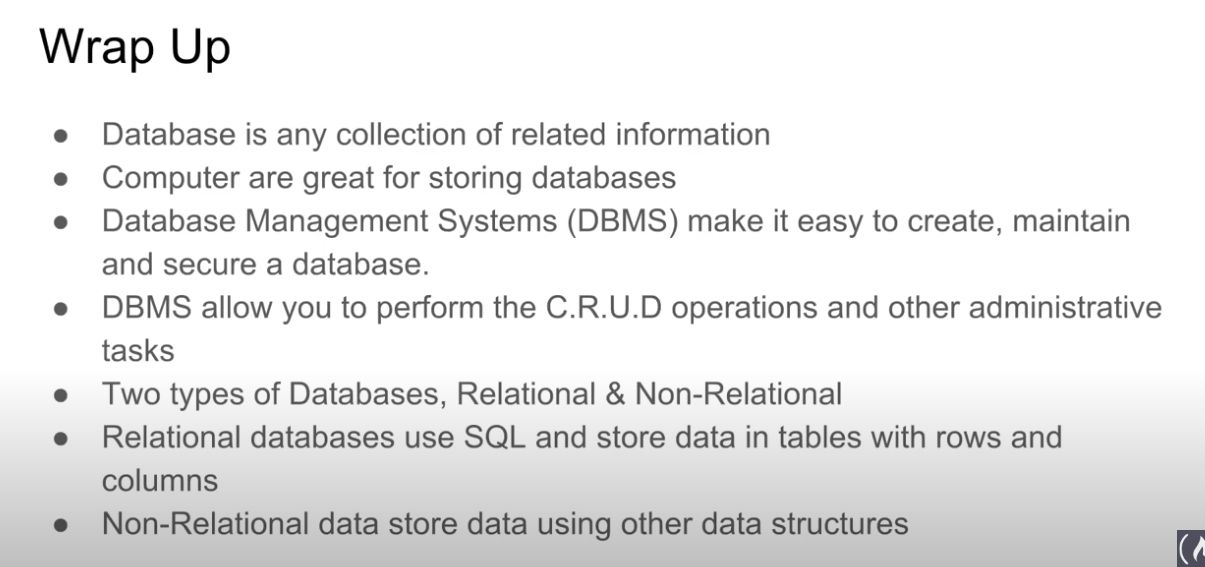 Wrap Up
● Database is any collection of related information
● Computer are great for storing databases
● Database Management Systems (DBMS) make it easy to create, maintain
and secure a database.
● DBMS allow you to perform the C.R.U.D operations and other administrative
tasks
● Two types of Databases, Relational & Non-Relational
● Relational databases use SQL and store data in tables with rows and
columns
● Non-Relational data store data using other data structures